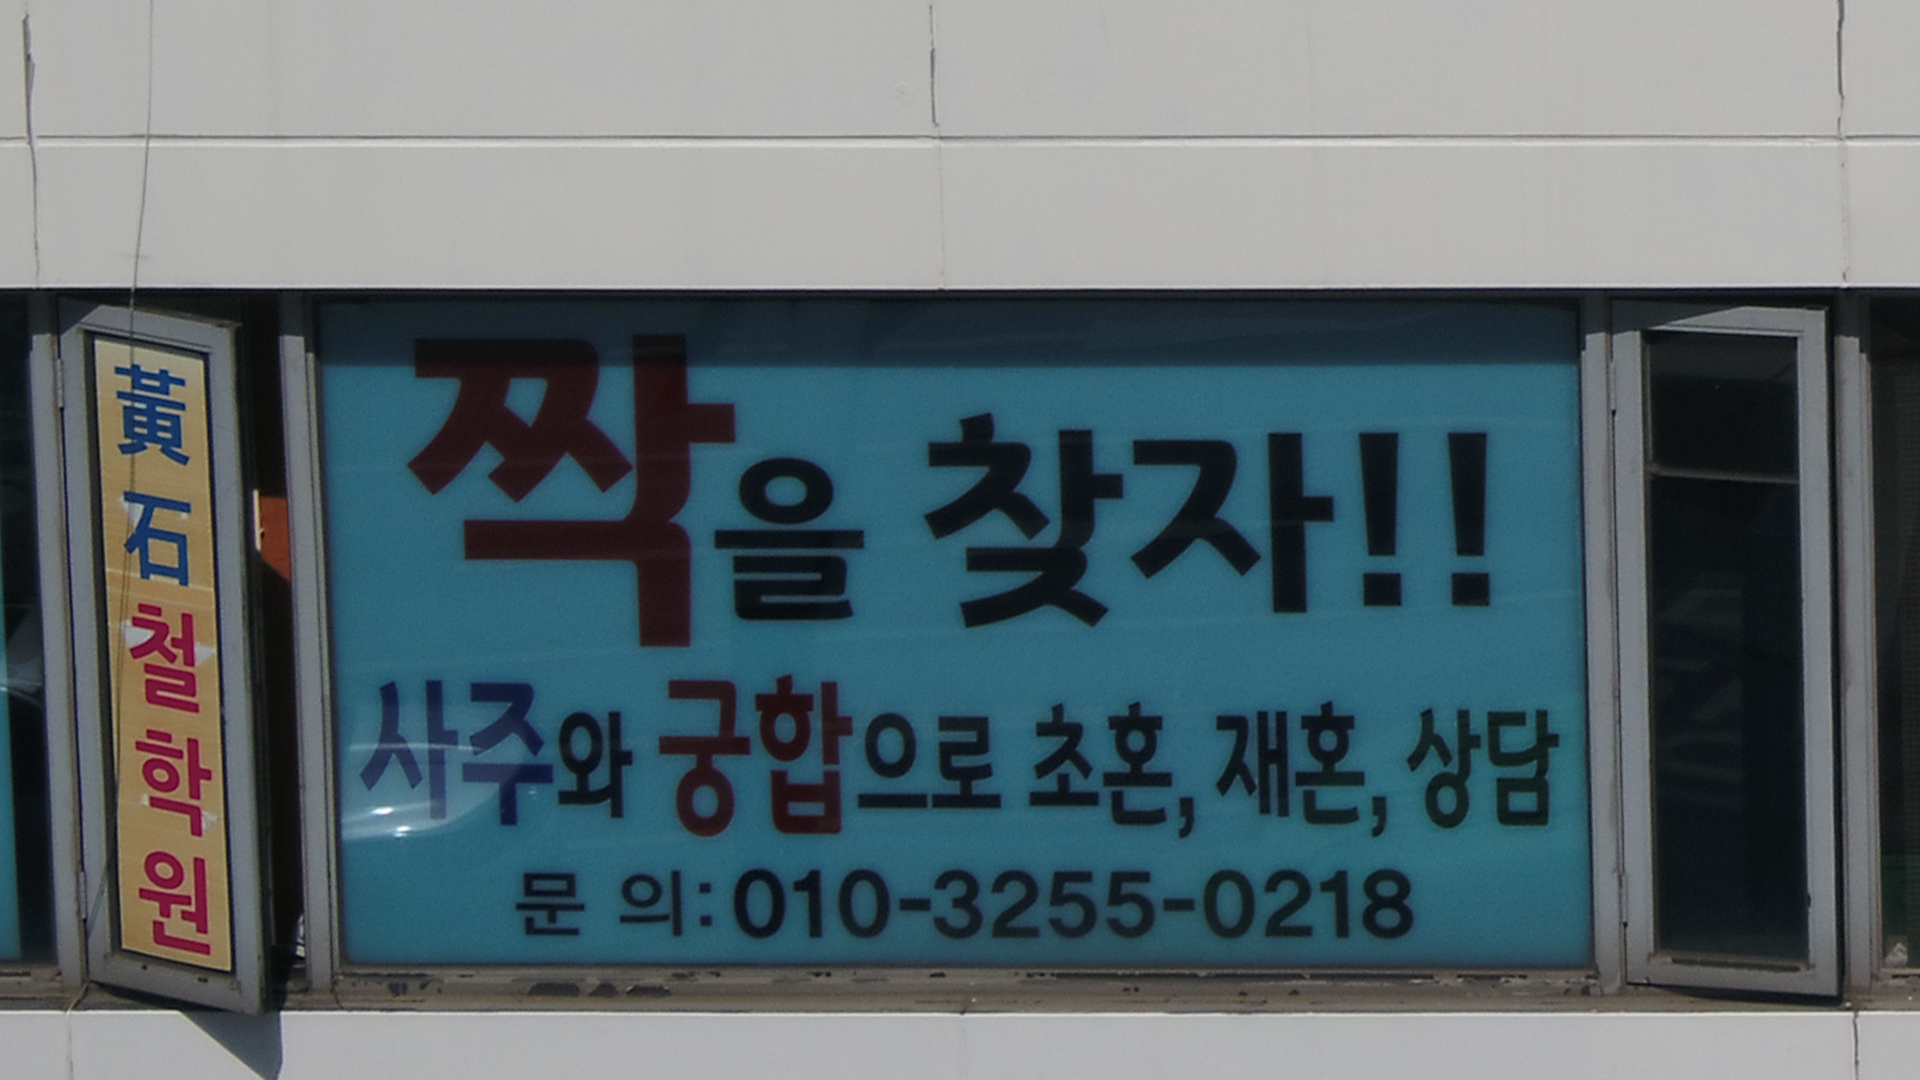 黃石철학원
짝을 찾자!!
사주와 궁합으로 초혼, 재혼, 상담
문 의:010-3255-0218